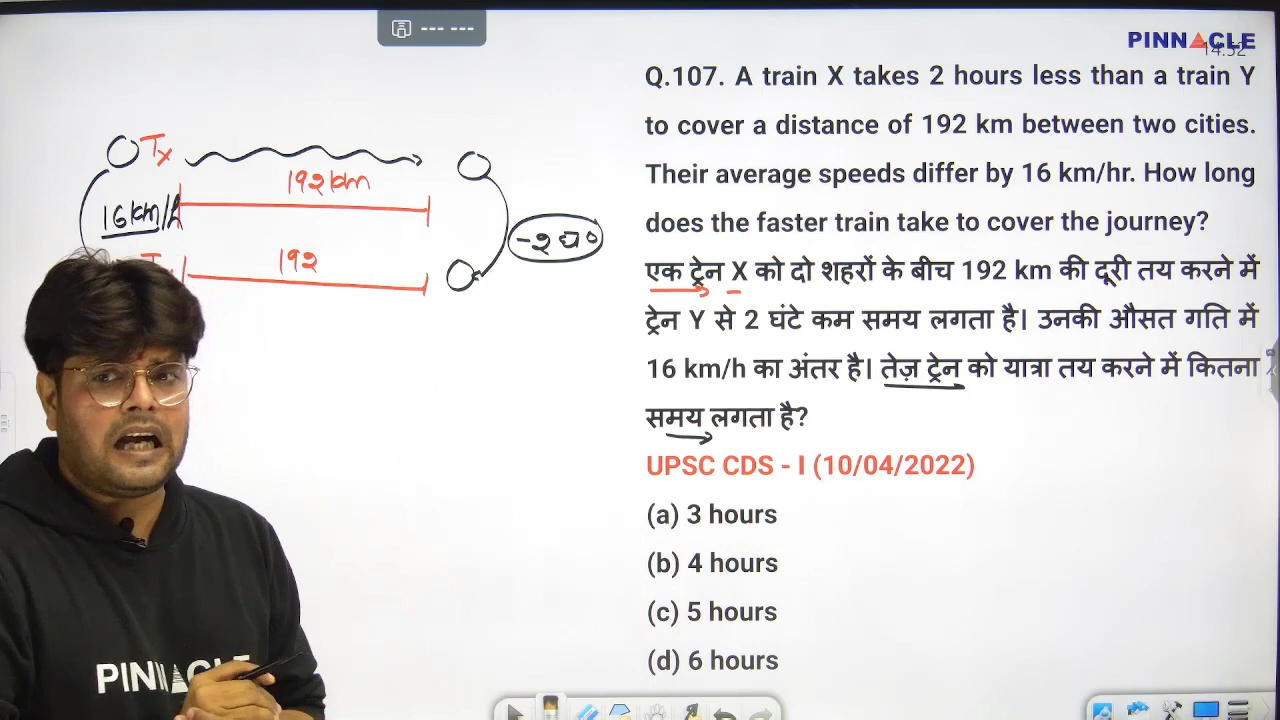 PINNACLE
14:52
Q.107. A train X takes 2 hours less than a train Y
to cover a distance of 192 km between two cities.
Their average speeds differ by 16 km/hr. How long
does the faster train take to cover the journey?
एक ट्रेन X को दो शहरों के बीच 192 km की दूरी तय करने में
ट्रेन Y से 2 घंटे कम समय लगता है। उनकी औसत गति में
16 km/h का अंतर है। तेज़ ट्रेन को यात्रा तय करने में कितना
समय लगता है?
UPSC CDS - I (10/04/2022)
(a) 3 hours
(b) 4 hours
(c) 5 hours
(d) 6 hours
Tx
192 km
16 km/h
192
PINNACLE